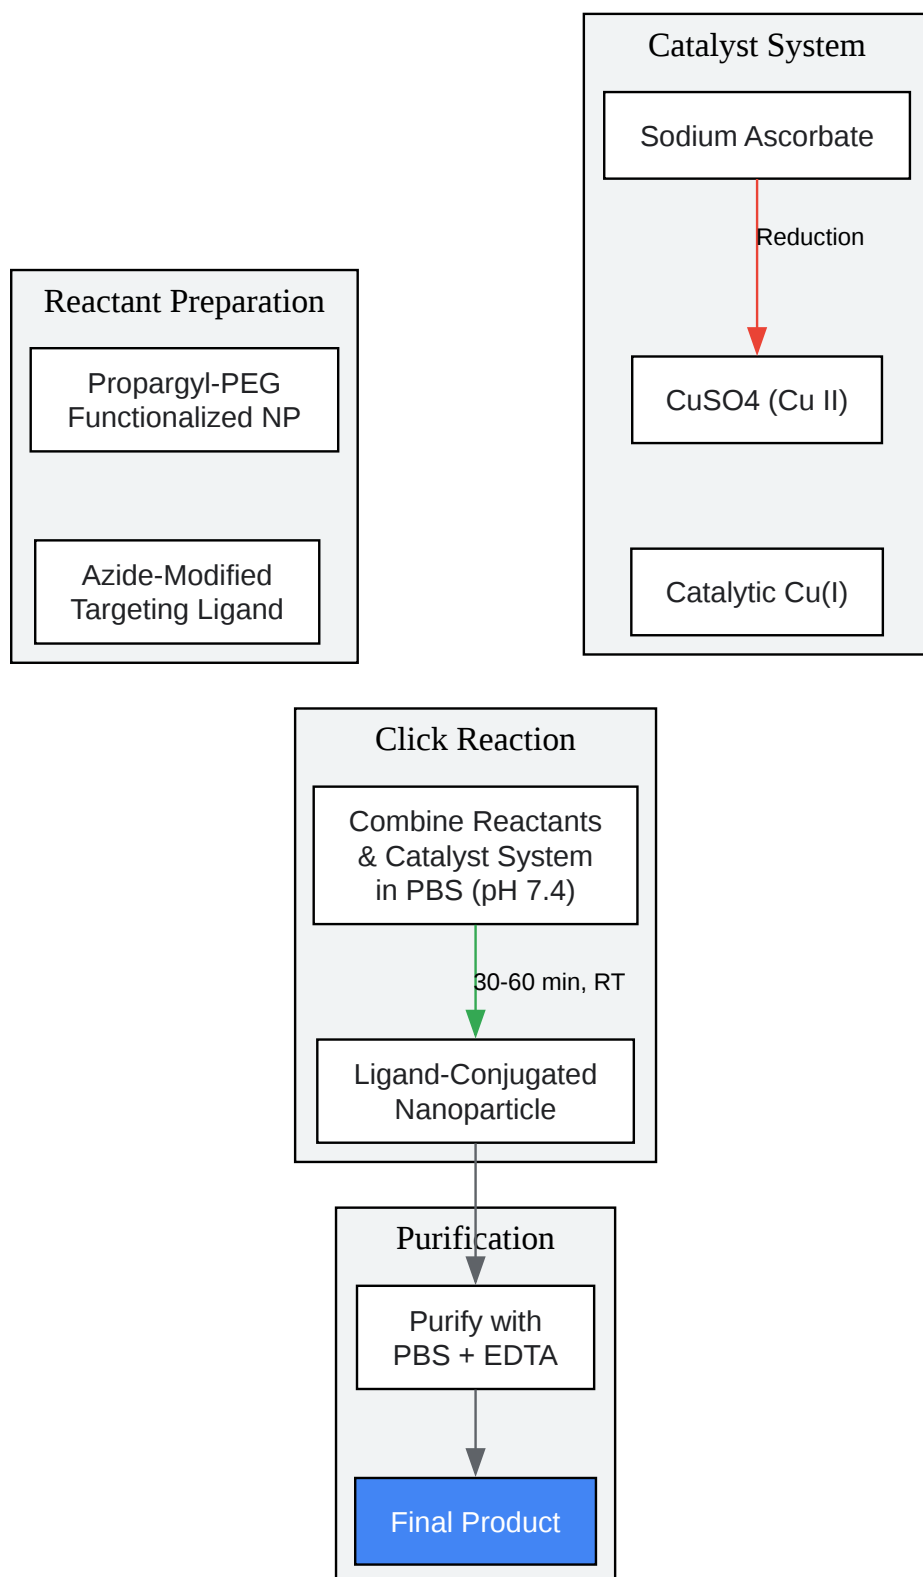 Catalyst System
Sodium Ascorbate
Reduction
CuSO4 (Cu II)
Catalytic Cu(I)
Reactant Preparation
Propargyl-PEG
Functionalized NP
Azide-Modified
Targeting Ligand
Click Reaction
Combine Reactants
& Catalyst System
in PBS (pH 7.4)
30-60 min, RT
Ligand-Conjugated
Nanoparticle
Purification
Purify with
PBS + EDTA
Final Product